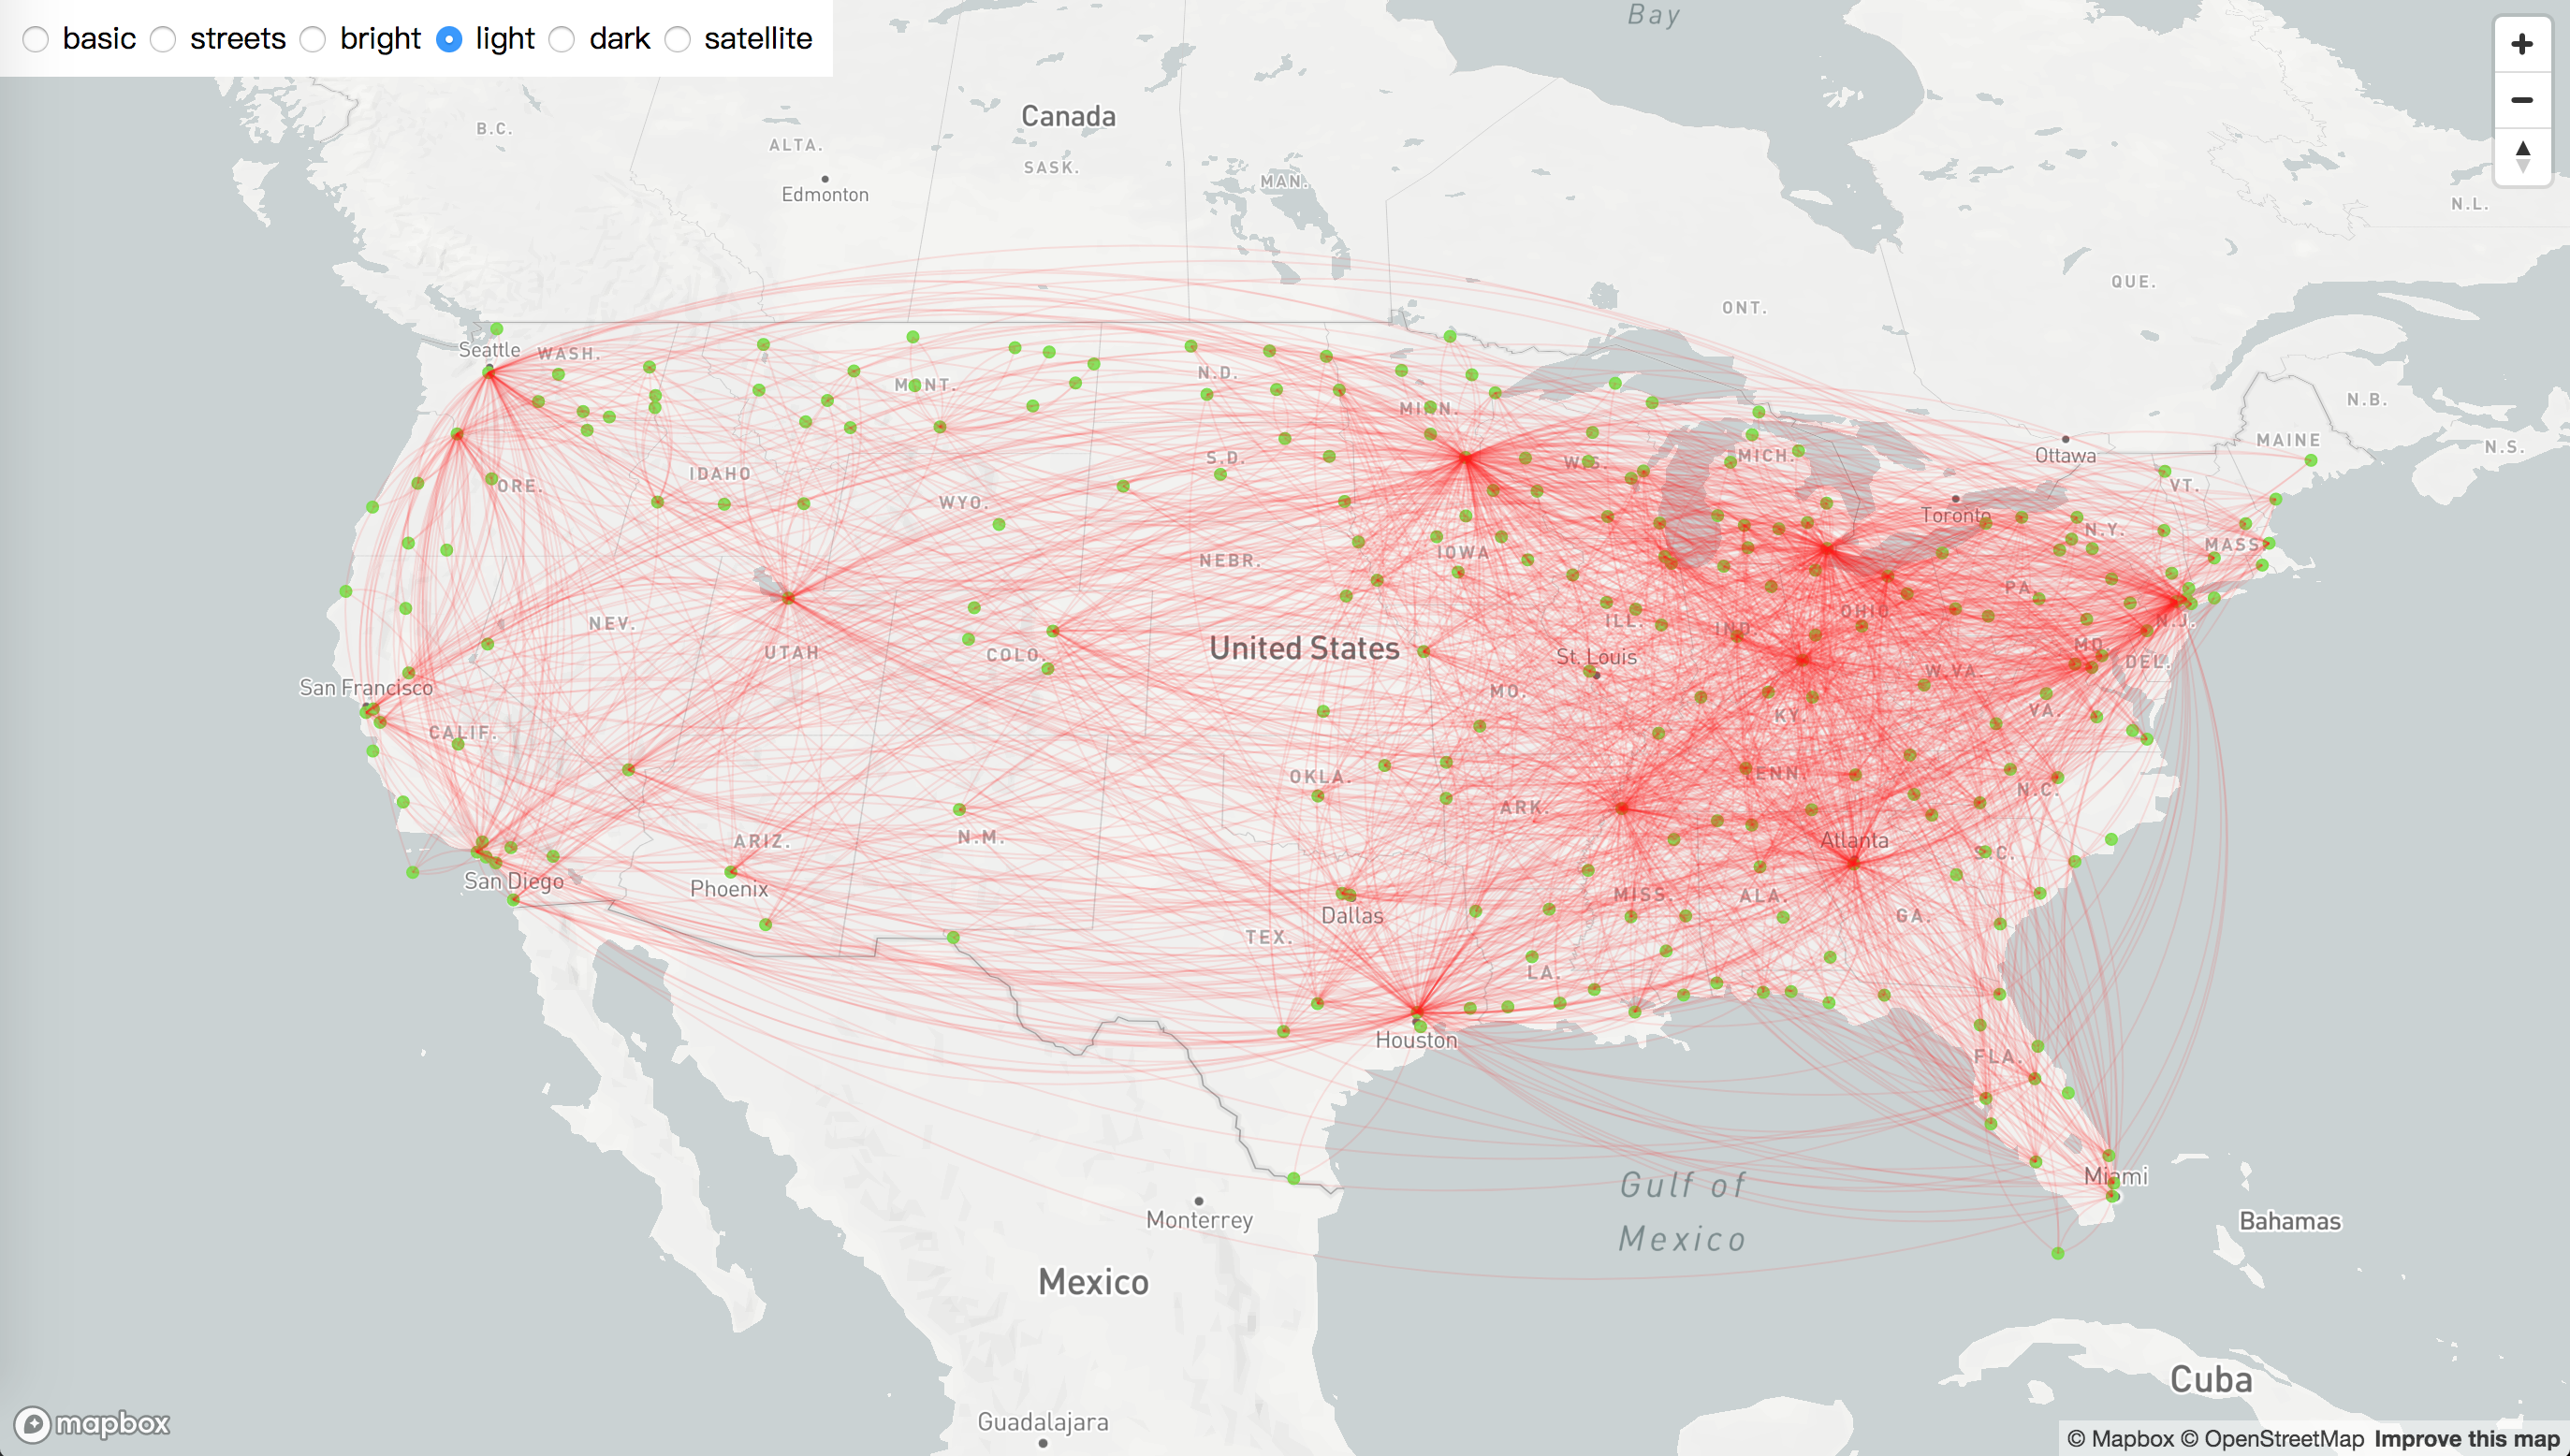 basic streets bright light dark satellite
Bay
+
−
Canada
B.C.
ALTA.
SASK.
MAN.
Edmonton
N.L.
QUE.
ONT.
Seattle
WASH.
N.D.
MONT.
MINN.
N.B.
MAINE
N.S.
Ottawa
VT.
S.D.
WIS.
MICH.
IDAHO
ORE.
WYO.
Toronto
N.Y.
MASS.
IOWA
NEBR.
PA.
OHIO
NEV.
ILL.
IND.
N.J.
United States
UTAH
COLO.
St. Louis
MD.
DEL.
W.VA.
San Francisco
MO.
VA.
KY.
CALIF.
OKLA.
TENN.
N.C.
ARK.
ARIZ.
N.M.
Atlanta
S.C.
San Diego
Phoenix
MISS.
ALA.
Dallas
GA.
TEX.
LA.
Houston
FLA.
Miami
Gulf of
Mexico
Monterrey
Bahamas
Mexico
Cuba
Guadalajara
mapbox
© Mapbox © OpenStreetMap Improve this map